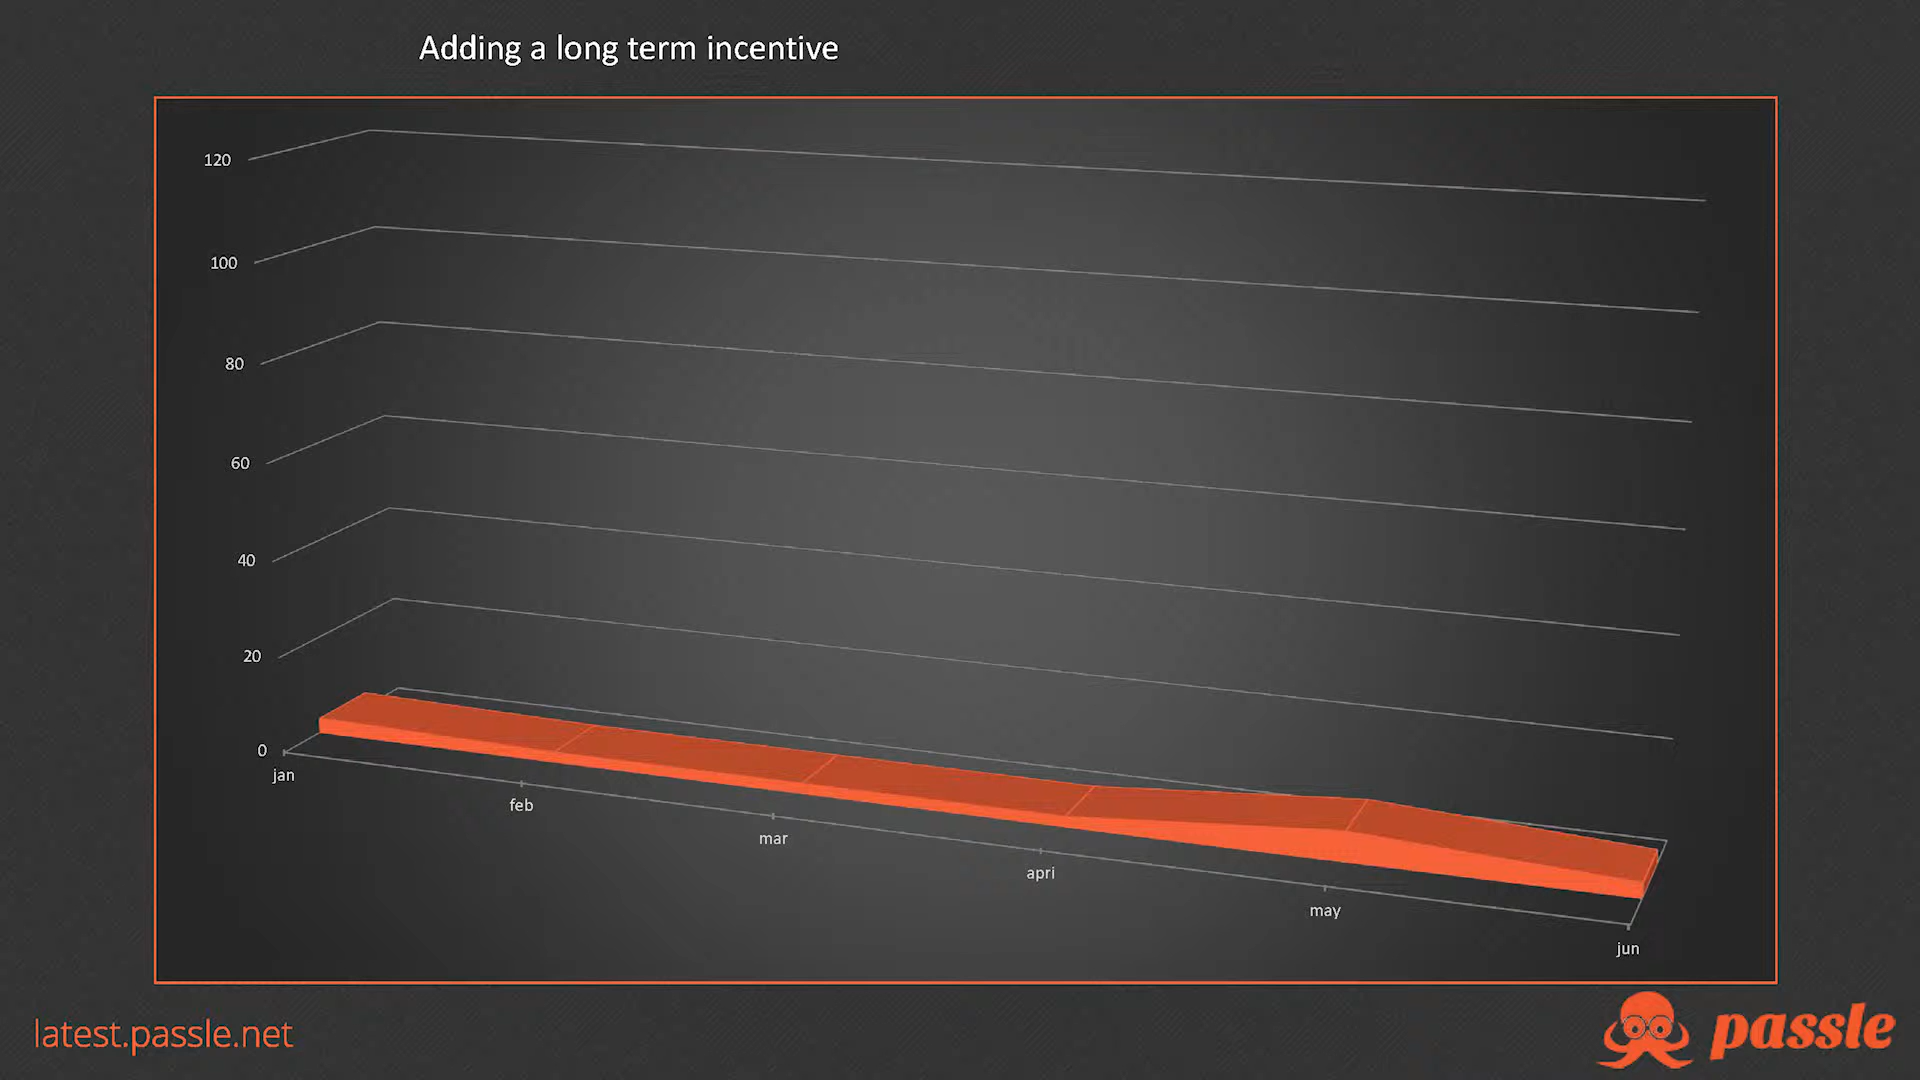 Adding a long term incentive
120
100
80
60
40
20
0
jan
feb
mar
apri
may
jun
latest.passle.net
passle